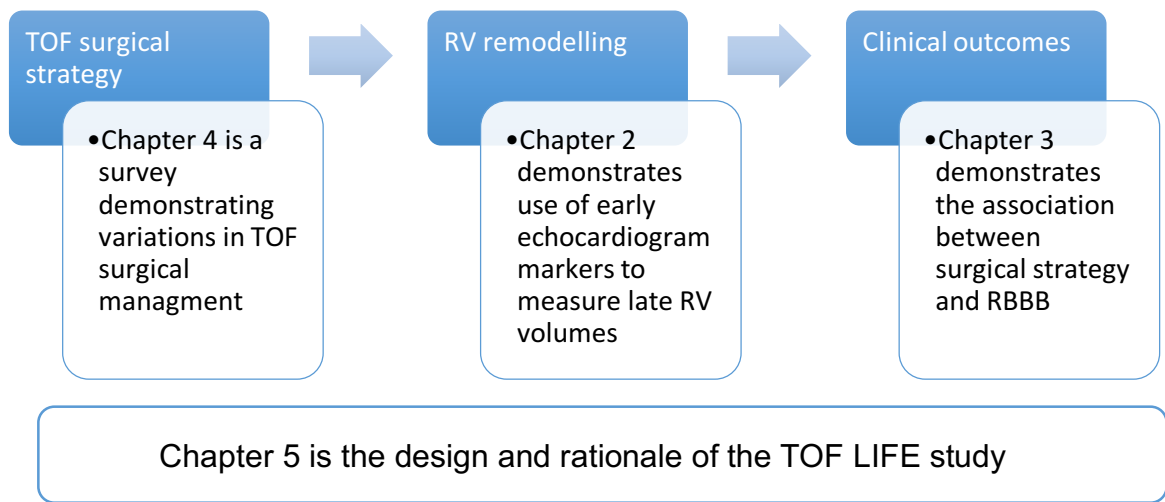 TOF surgical
strategy
•Chapter 4 is a
survey
demonstrating
variations in TOF
surgical
managment
RV remodelling
•Chapter 2
demonstrates
use of early
echocardiogram
markers to
measure late RV
volumes
Clinical outcomes
•Chapter 3
demonstrates
the association
between
surgical strategy
and RBBB
Chapter 5 is the design and rationale of the TOF LIFE study